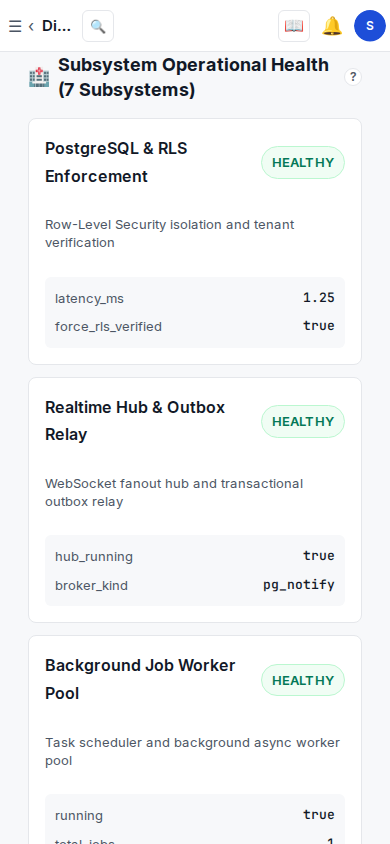 Di...
S
Subsystem Operational Health
(7 Subsystems)
?
PostgreSQL & RLS
Enforcement
HEALTHY
Row-Level Security isolation and tenant
verification
latency_ms 1.25
force_rls_verified true
Realtime Hub & Outbox
Relay
HEALTHY
WebSocket fanout hub and transactional
outbox relay
hub_running true
broker_kind pg_notify
Background Job Worker
Pool
HEALTHY
Task scheduler and background async worker
pool
running true
total_jobs 1